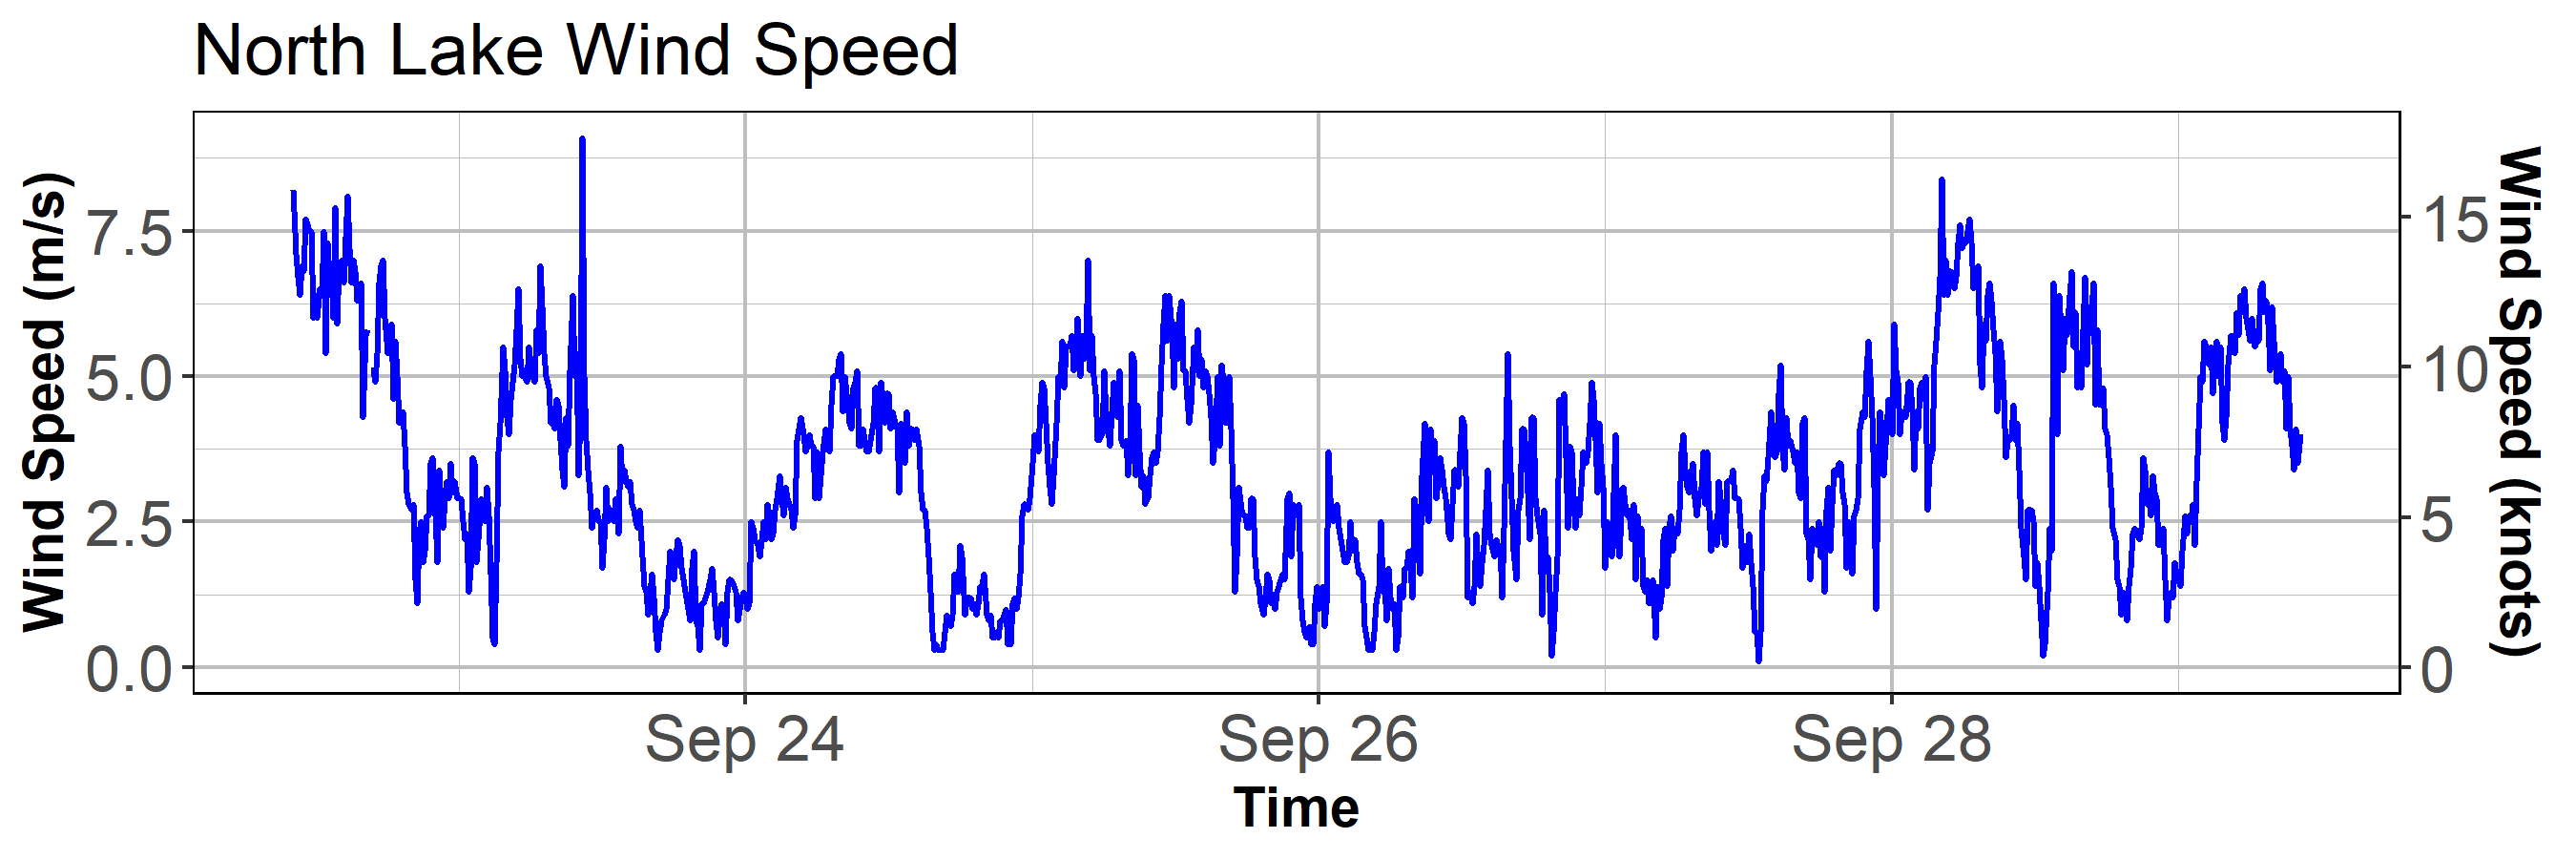 North Lake Wind Speed
Wind Speed (m/s)
7.5
5.0
2.5
0.0
15
10
5
0
Wind Speed (knots)
Sep 24
Sep 26
Sep 28
Time